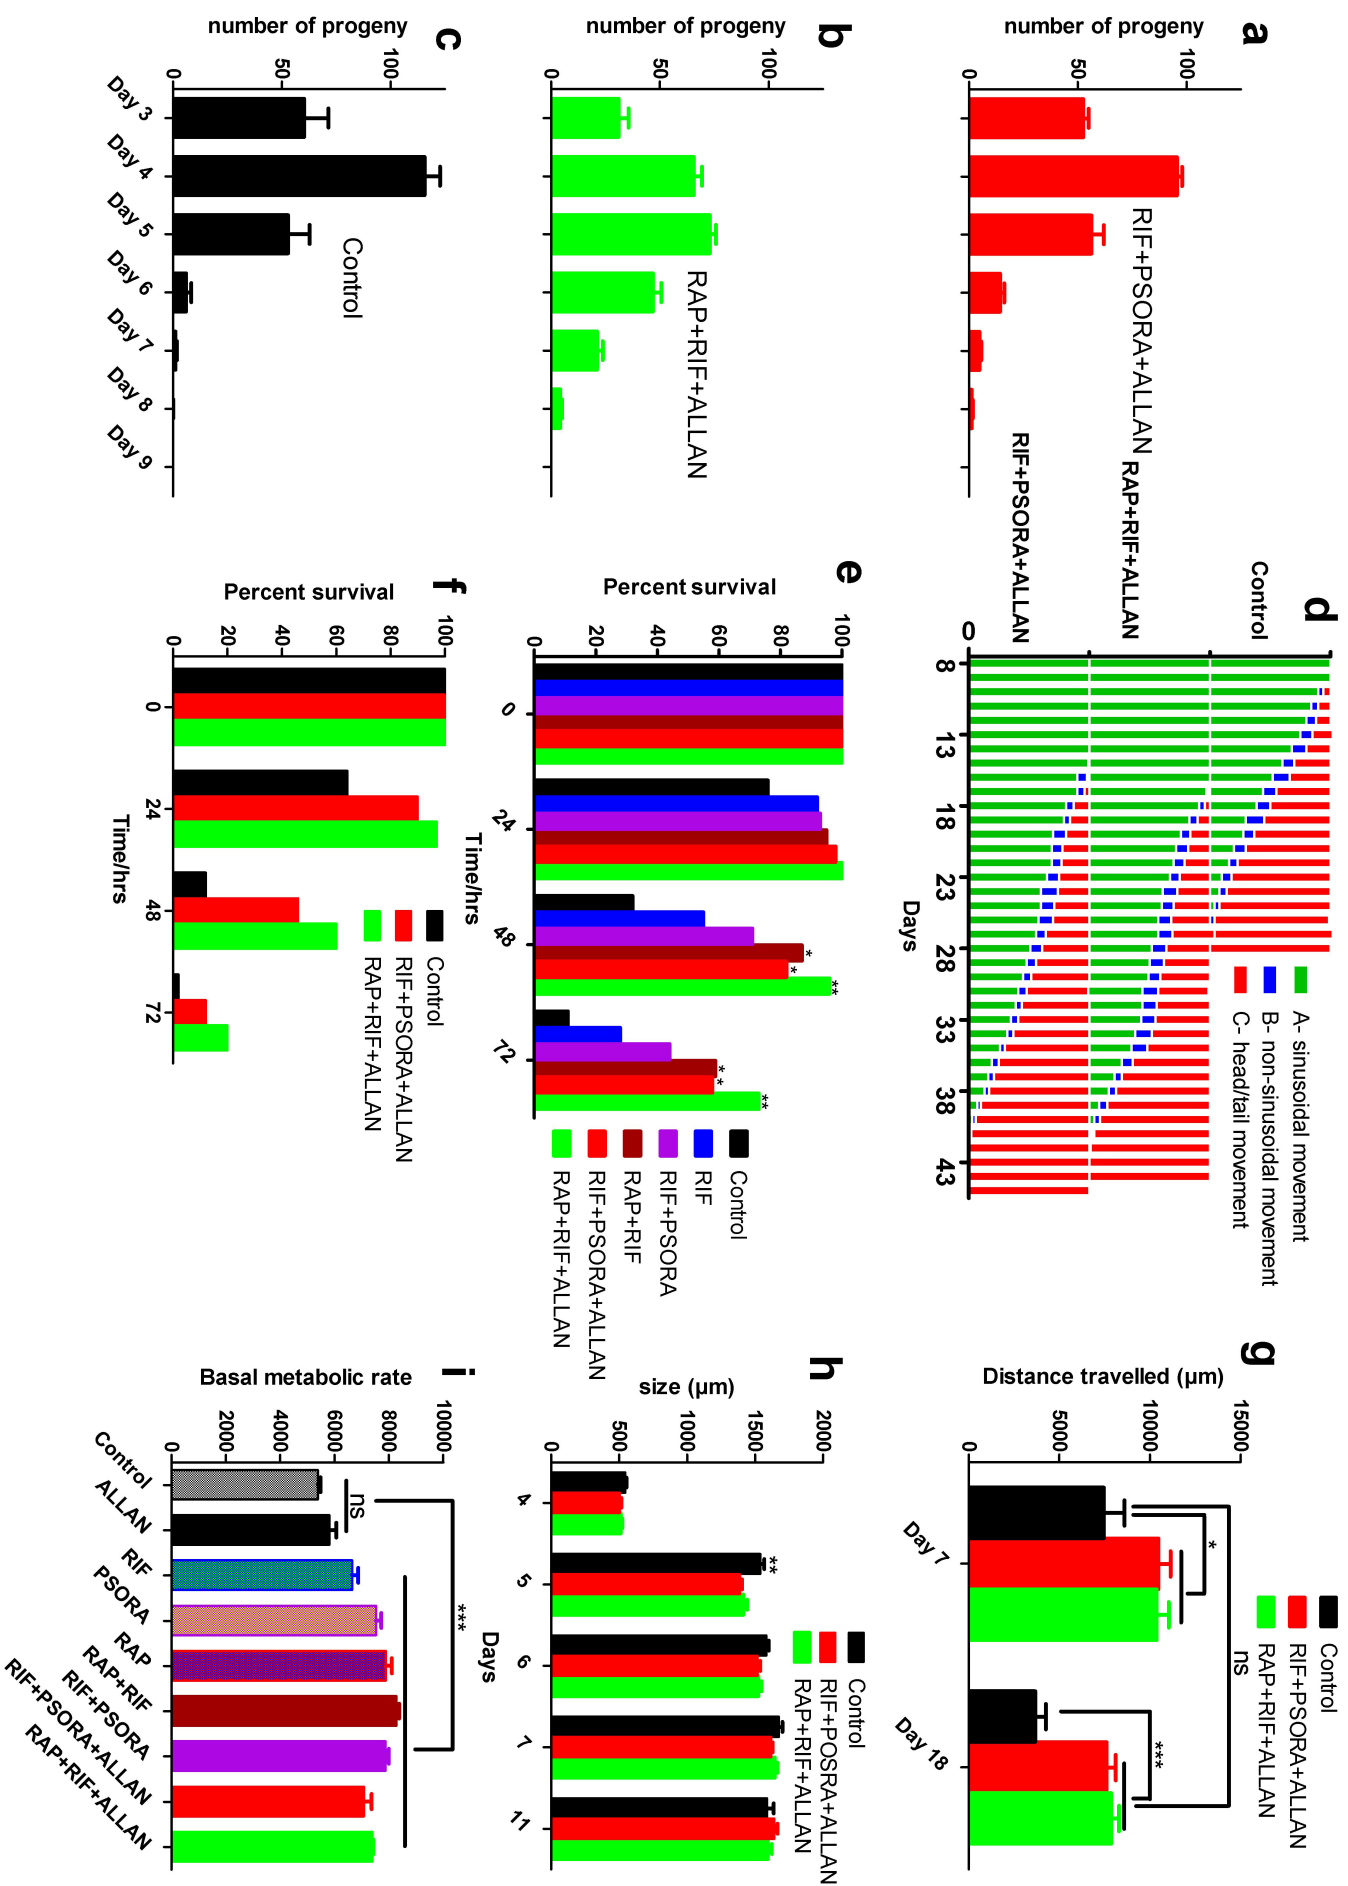 a
number of progeny
0
50
100
RIF+PSORA+ALLAN
b
number of progeny
0
50
100
RAP+RIF+ALLAN
c
number of progeny
0
50
100
Day 3
Day 4
Day 5
Day 6
Day 7
Day 8
Day 9
Control
d
Control
RAP+RIF+ALLAN
RIF+PSORA+ALLAN
0
8
13
18
23
28
33
38
43
Days
A- sinusoidal movement
B- non-sinusoidal movement
C- head/tail movement
e
Percent survival
0
20
40
60
80
100
0
24
48
72
Time/hrs
*
*
**
*
*
**
Control
RIF
RIF+PSORA
RAP+RIF
RIF+PSORA+ALLAN
RAP+RIF+ALLAN
f
Percent survival
0
20
40
60
80
100
0
24
48
72
Time/hrs
Control
RIF+PSORA+ALLAN
RAP+RIF+ALLAN
g
Distance travelled (µm)
0
5000
10000
15000
Day 7
Day 18
*
ns
***
Control
RIF+PSORA+ALLAN
RAP+RIF+ALLAN
h
size (µm)
0
500
1000
1500
2000
4
5
6
7
11
Days
**
Control
RIF+POSRA+ALLAN
RAP+RIF+ALLAN
i
Basal metabolic rate
0
2000
4000
6000
8000
10000
ns
***
Control
ALLAN
RIF
PSORA
RAP
RAP+RIF
RIF+PSORA
RIF+PSORA+ALLAN
RAP+RIF+ALLAN